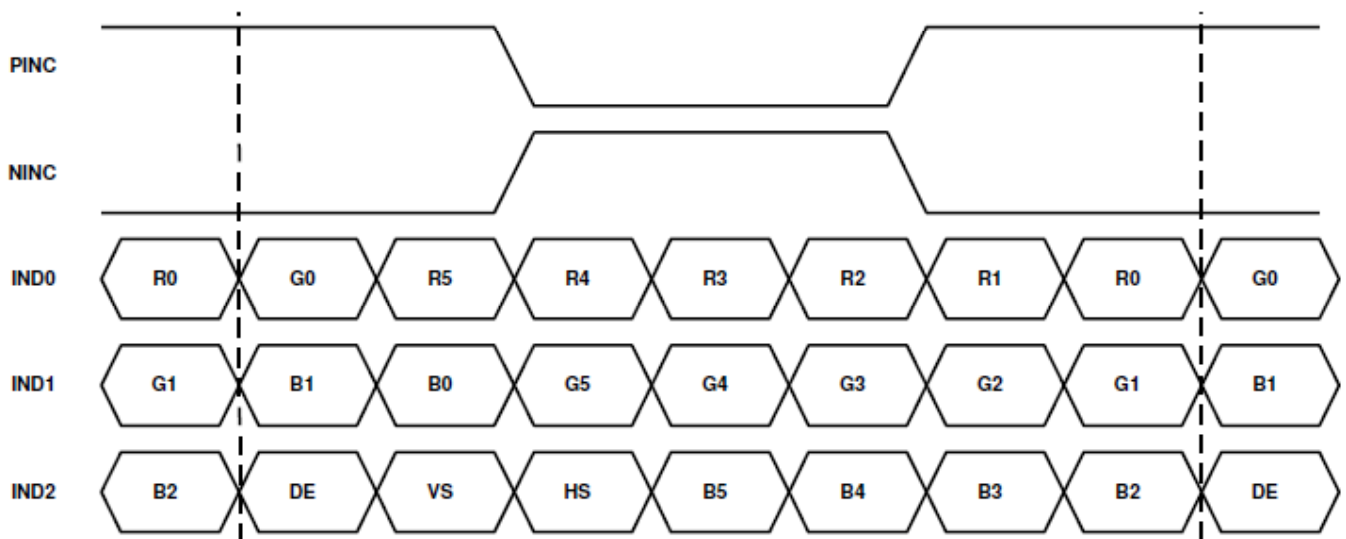 PINC
NINC
IND0 R0 G0 R5 R4 R3 R2 R1 R0 G0
IND1 G1 B1 B0 G5 G4 G3 G2 G1 B1
IND2 B2 DE VS HS B5 B4 B3 B2 DE